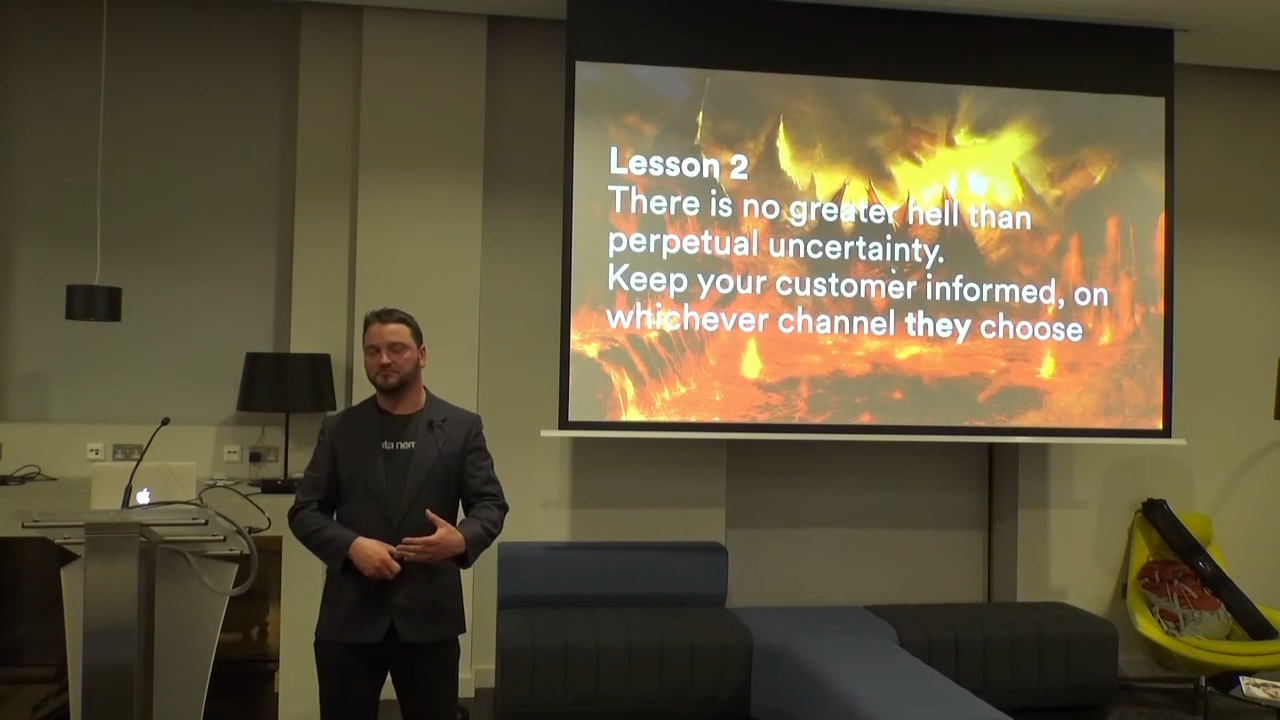 Lesson 2
There is no greater hell than
perpetual uncertainty.
Keep your customer informed, on
whichever channel they choose